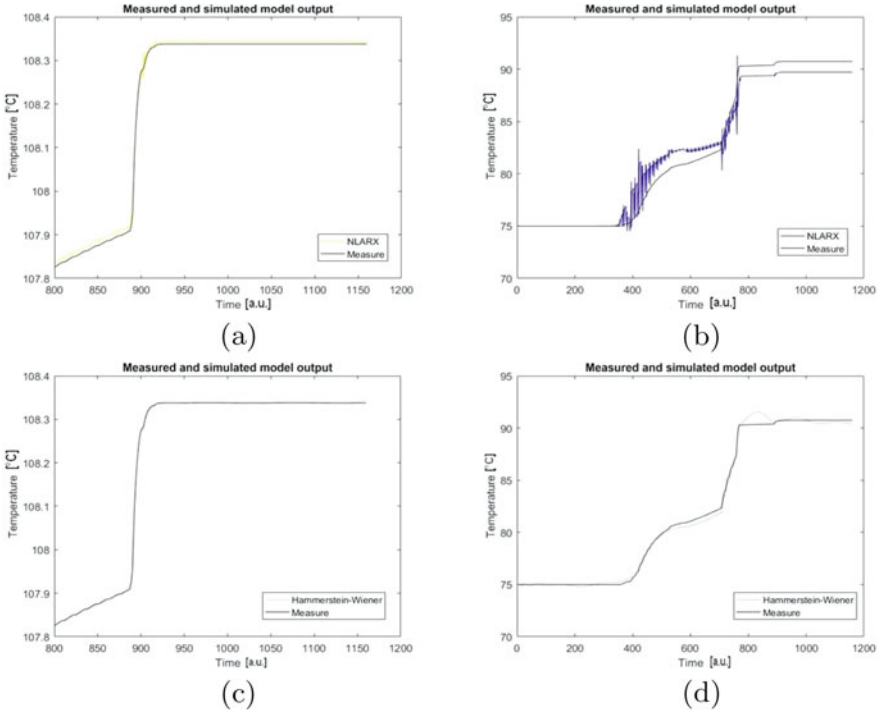 Measured and simulated model output
108.4
108.3
108.2
108.1
108
107.9
107.8
Temperature [°C]
800 850 900 950 1000 1050 1100 1150 1200
Time [a.u.]
NLARX
Measure
(a)
Measured and simulated model output
95
90
85
80
75
70
Temperature [°C]
0 200 400 600 800 1000 1200
Time [a.u.]
NLARX
Measure
(b)
Measured and simulated model output
108.4
108.3
108.2
108.1
108
107.9
107.8
Temperature [°C]
800 850 900 950 1000 1050 1100 1150 1200
Time [a.u.]
Hammerstein-Wiener
Measure
(c)
Measured and simulated model output
95
90
85
80
75
70
Temperature [°C]
0 200 400 600 800 1000 1200
Time [a.u.]
Hammerstein-Wiener
Measure
(d)